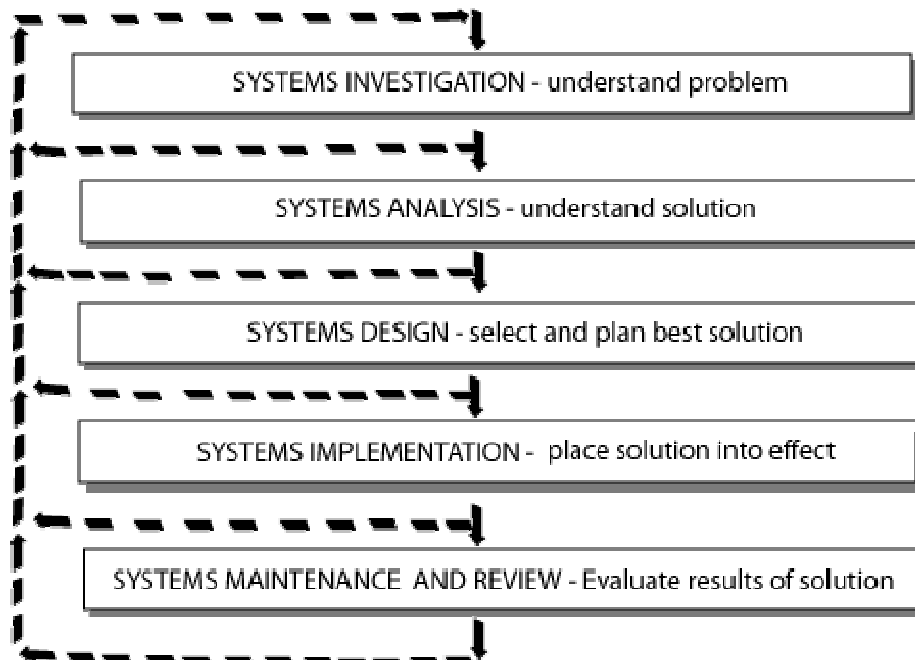 SYSTEMS INVESTIGATION - understand problem
SYSTEMS ANALYSIS - understand solution
SYSTEMS DESIGN - select and plan best solution
SYSTEMS IMPLEMENTATION - place solution into effect
SYSTEMS MAINTENANCE AND REVIEW - Evaluate results of solution